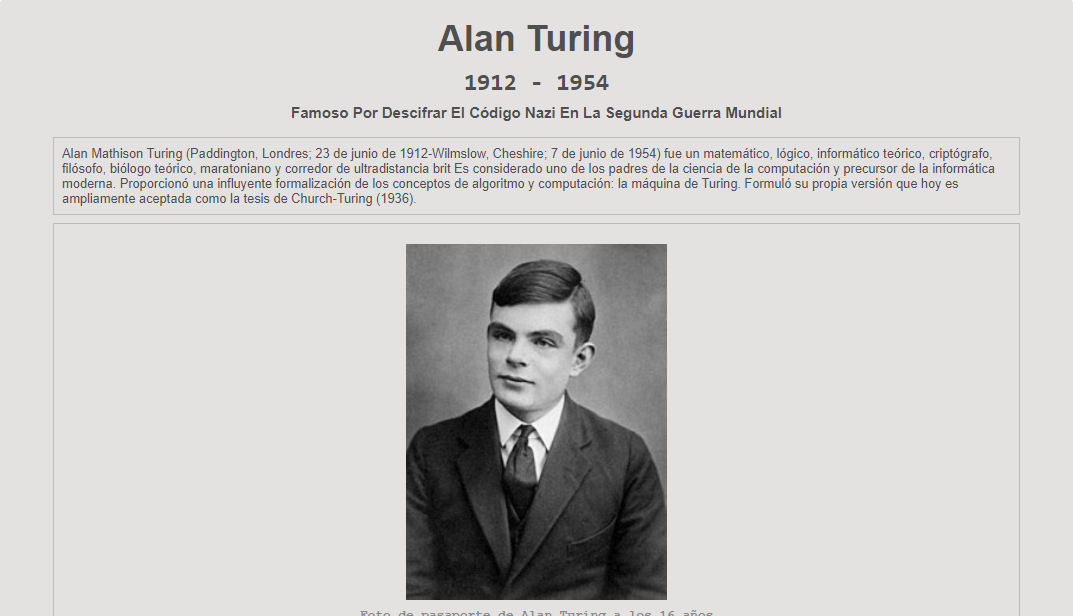 Alan Turing
1912 - 1954
Famoso Por Descifrar El Código Nazi En La Segunda Guerra Mundial
Alan Mathison Turing (Paddington, Londres; 23 de junio de 1912-Wilmslow, Cheshire; 7 de junio de 1954) fue un matemático, lógico, informático teórico, criptógrafo,
filósofo, biólogo teórico, maratoniano y corredor de ultradistancia brit Es considerado uno de los padres de la ciencia de la computación y precursor de la informática
moderna. Proporcionó una influyente formalización de los conceptos de algoritmo y computación: la máquina de Turing. Formuló su propia versión que hoy es
ampliamente aceptada como la tesis de Church-Turing (1936).
Foto de pasaporte de Alan Turing a los 16 años